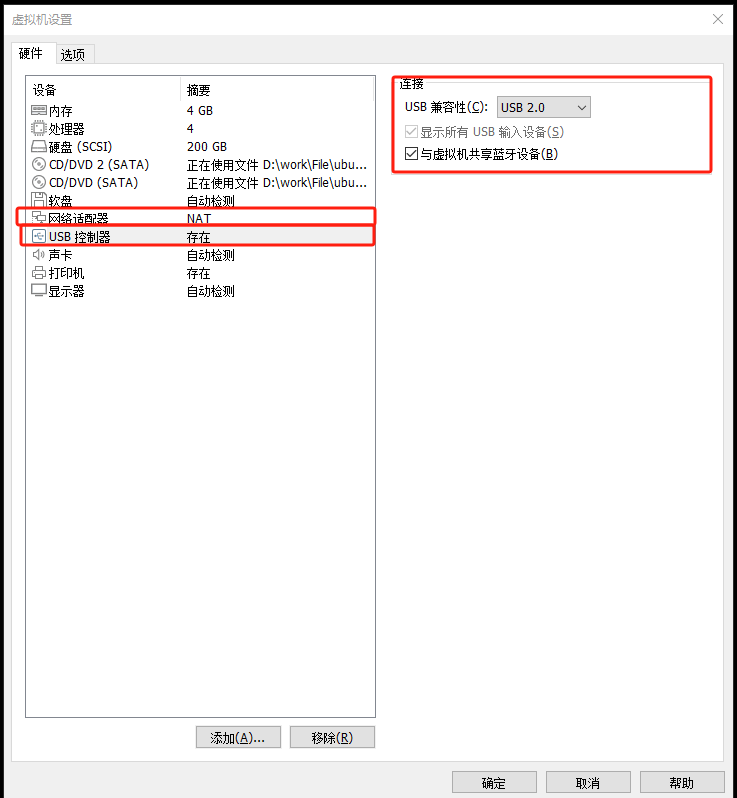 虚拟机设置
硬件 选项
设备 摘要
内存 4 GB
处理器 4
硬盘 (SCSI) 200 GB
CD/DVD 2 (SATA) 正在使用文件 D:\work\File\ubu...
CD/DVD (SATA) 正在使用文件 D:\work\File\ubu...
软盘 自动检测
网络适配器 NAT
USB 控制器 存在
声卡 自动检测
打印机 存在
显示器 自动检测
连接
USB 兼容性(C): USB 2.0
显示所有 USB 输入设备(S)
与虚拟机共享蓝牙设备(B)
添加(A)... 移除(R)
确定 取消 帮助